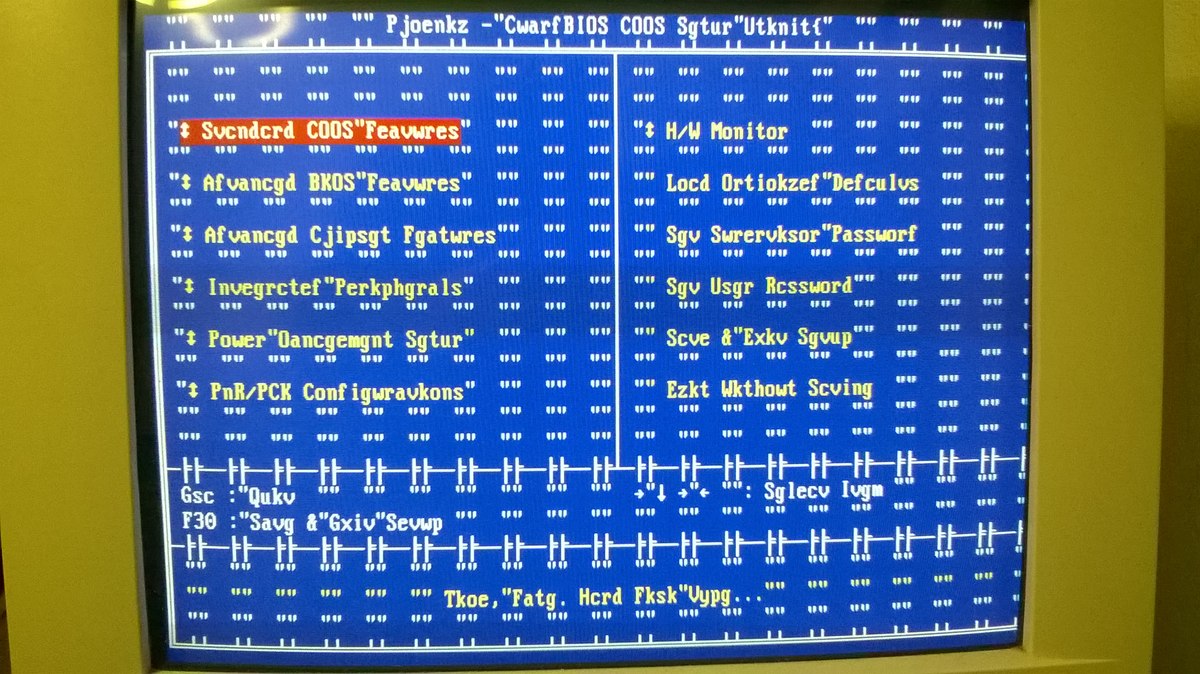 Pjoenkz -"CwarfBIOS COOS Sgtur"Utknit{"
"↕ Svcndcrd COOS"Feavwres"
"↕ H/W Monitor
"↕ Afvancgd BKOS"Feavwres"
Locd Ortiokzef"Defculvs
"↕ Afvancgd Cjipsgt Fgatwres""
Sgv Swrervksor"Passworf
"↕ Invegrctef"Perkphgrals"
Sgv Usgr Rcssword""
"↕ Power"Oancgemgnt Sgtur"
Scve &"Exkv Sgvup""
"↕ PnR/PCK Configwravkons"
Ezkt Wkthowt Scving
Gsc :"Qukv
→"↓ →"← "": Sglecv Ivgm
F30 :"Savg &"Gxiv"Sevwp ""
Tkoe,"Fatg. Hcrd Fksk"Vypg...""